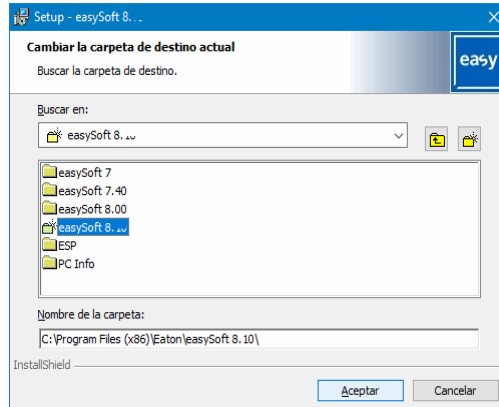 Setup - easySoft 8...
Cambiar la carpeta de destino actual
Buscar la carpeta de destino.
easy
Buscar en:
easySoft 8.
easySoft 7
easySoft 7.40
easySoft 8.00
easySoft 8.
ESP
PC Info
Nombre de la carpeta:
C:\Program Files (x86)\Eaton\easySoft 8.10\
InstallShield
Aceptar Cancelar